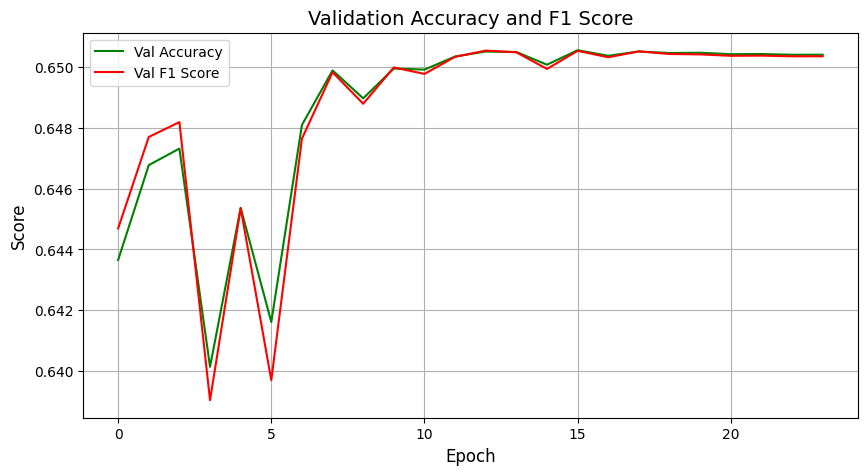 Validation Accuracy and F1 Score
Val Accuracy
Val F1 Score
0.650
0.648
0.646
0.644
0.642
0.640
Score
0
5
10
15
20
Epoch